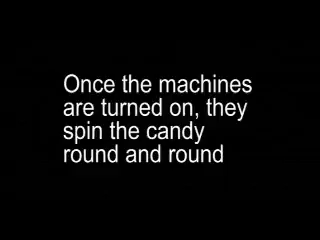 Once the machines
are turned on, they
spin the candy
round and round